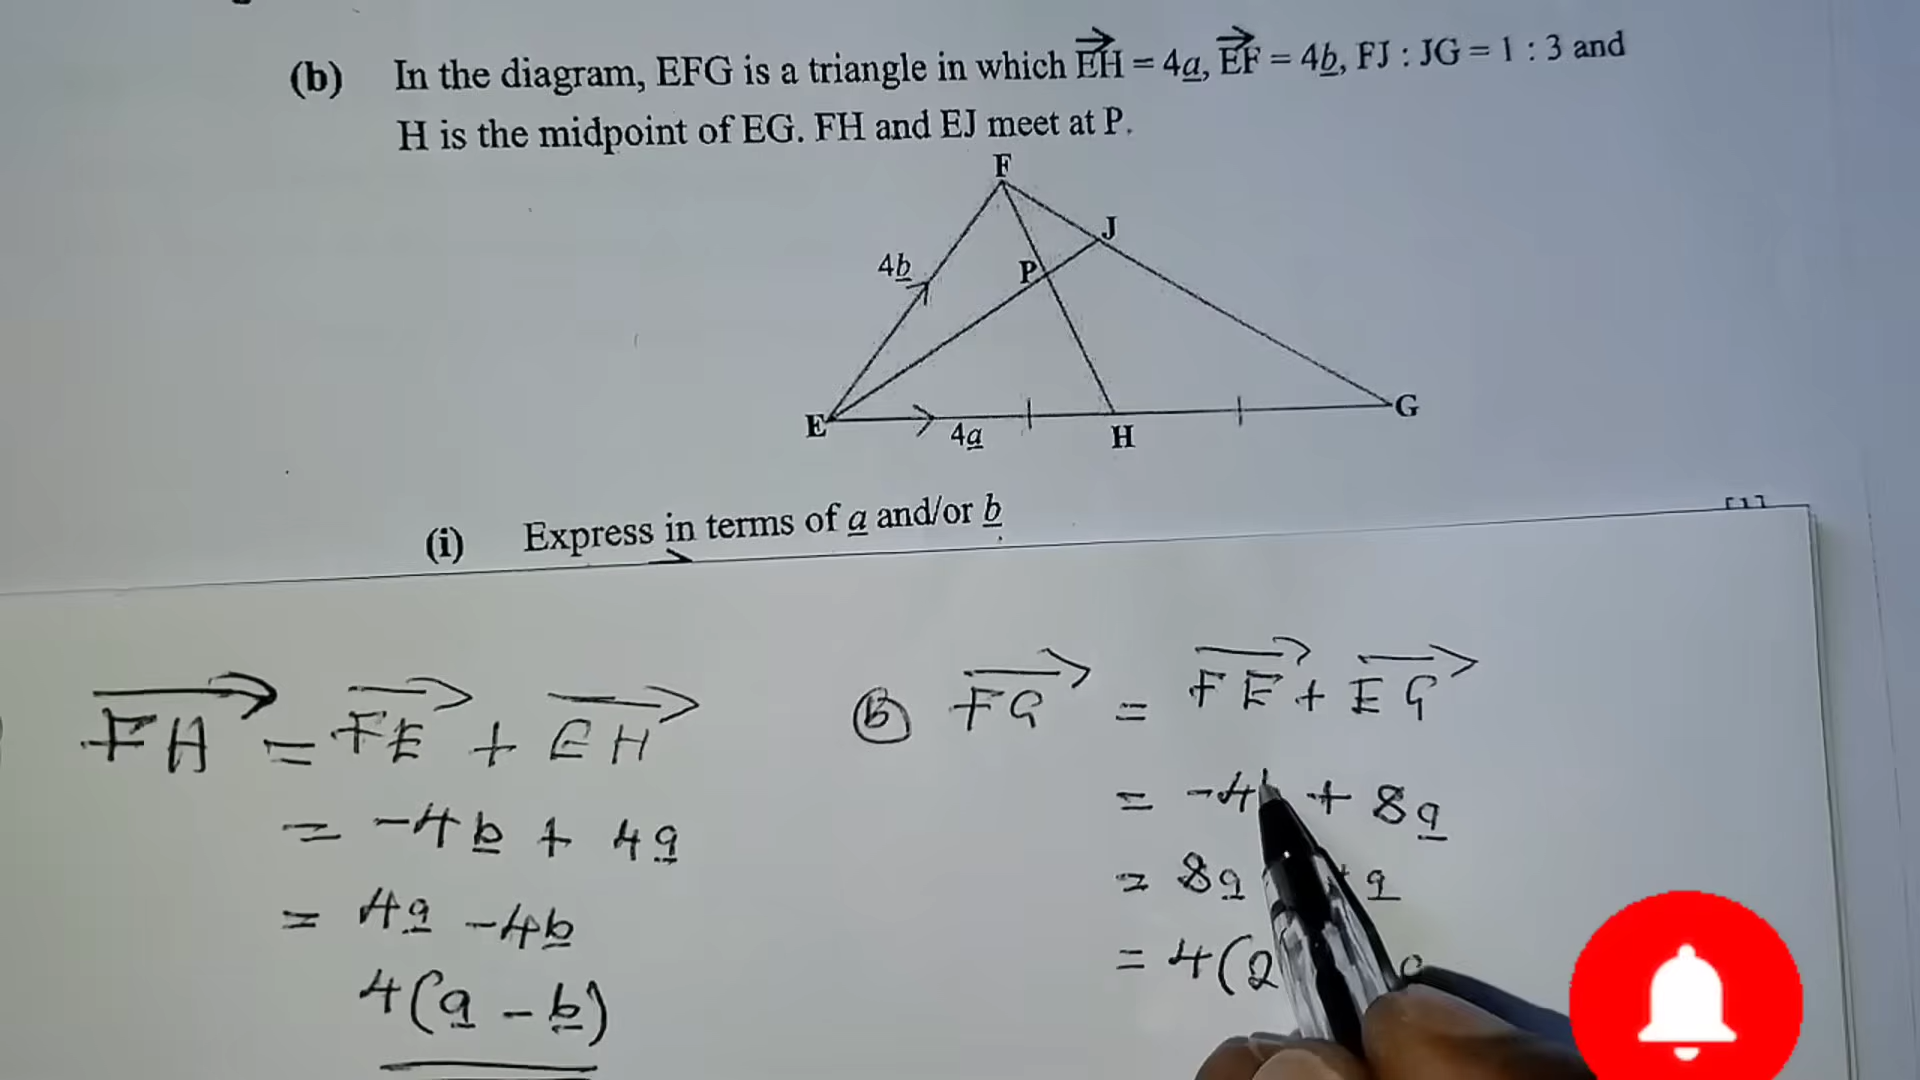 (b) In the diagram, EFG is a triangle in which EH = 4a, EF = 4b, FJ : JG = 1 : 3 and
H is the midpoint of EG. FH and EJ meet at P.
F
J
4b
P
E
4a
H
G
(i) Express in terms of a and/or b
[1]
FH = FE + EH
= -4b + 4a
= 4a - 4b
4(a - b)
(b) FG = FE + EG
= -4 + 8a
= 8a a
= 4(2